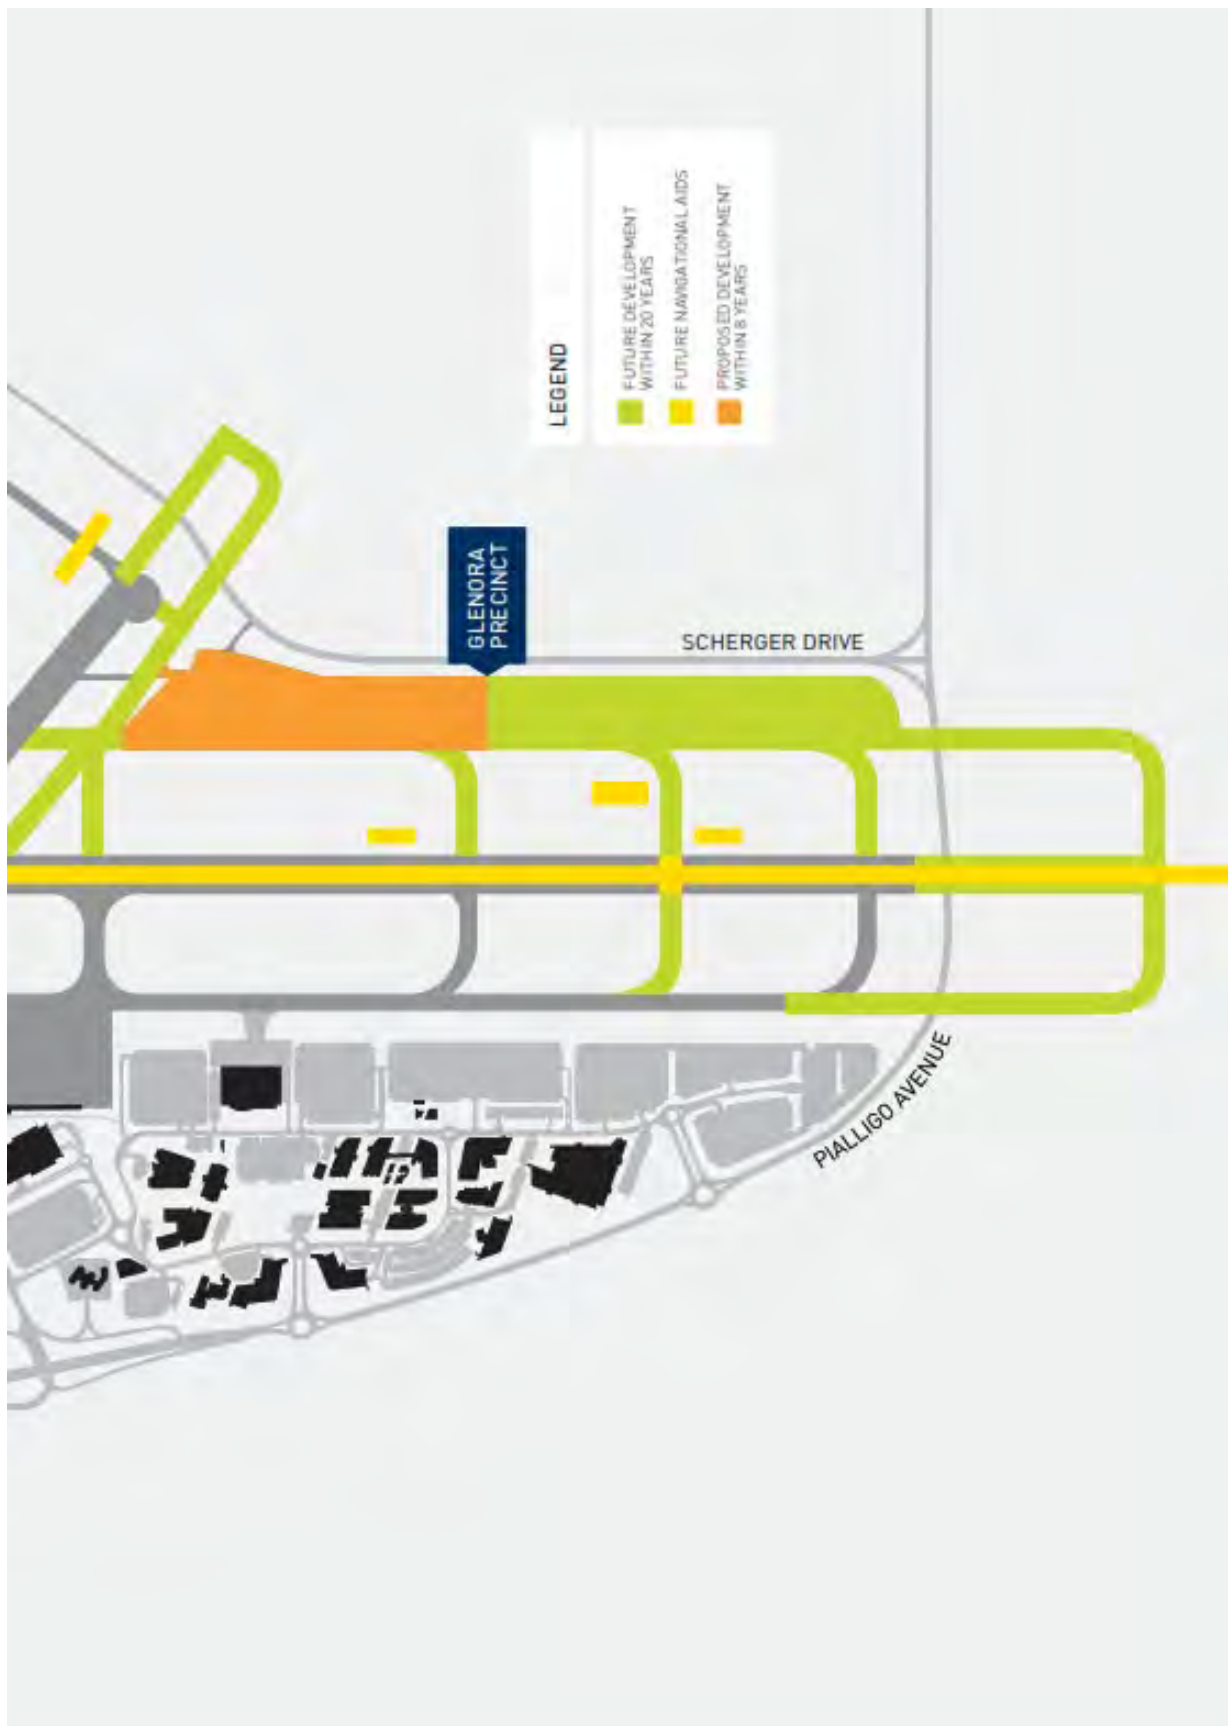 LEGEND
FUTURE DEVELOPMENT
WITHIN 20 YEARS
FUTURE NAVIGATIONAL AIDS
PROPOSED DEVELOPMENT
WITHIN 8 YEARS
GLENORA
PRECINCT
SCHERGER DRIVE
PIALLIGO AVENUE